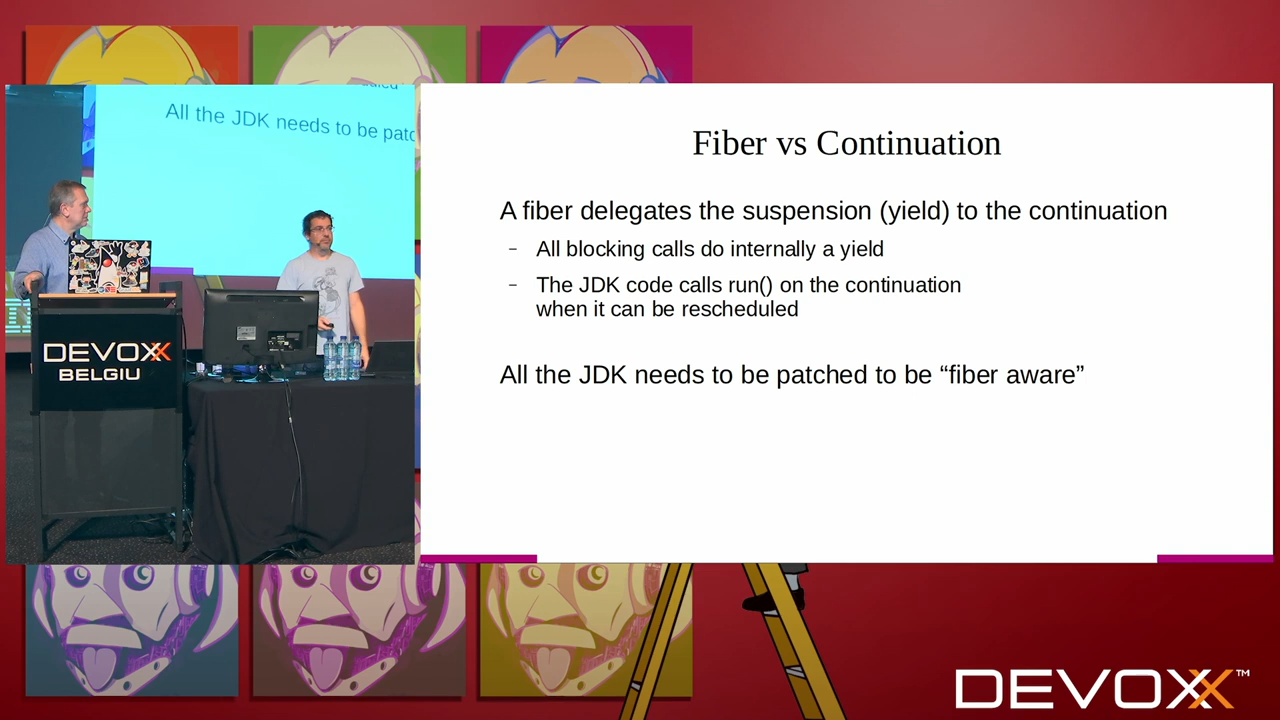 All the JDK needs to be patc
DEVOXX
BELGIU
Fiber vs Continuation
A fiber delegates the suspension (yield) to the continuation
– All blocking calls do internally a yield
– The JDK code calls run() on the continuation
when it can be rescheduled
All the JDK needs to be patched to be “fiber aware”
DEVOXX™